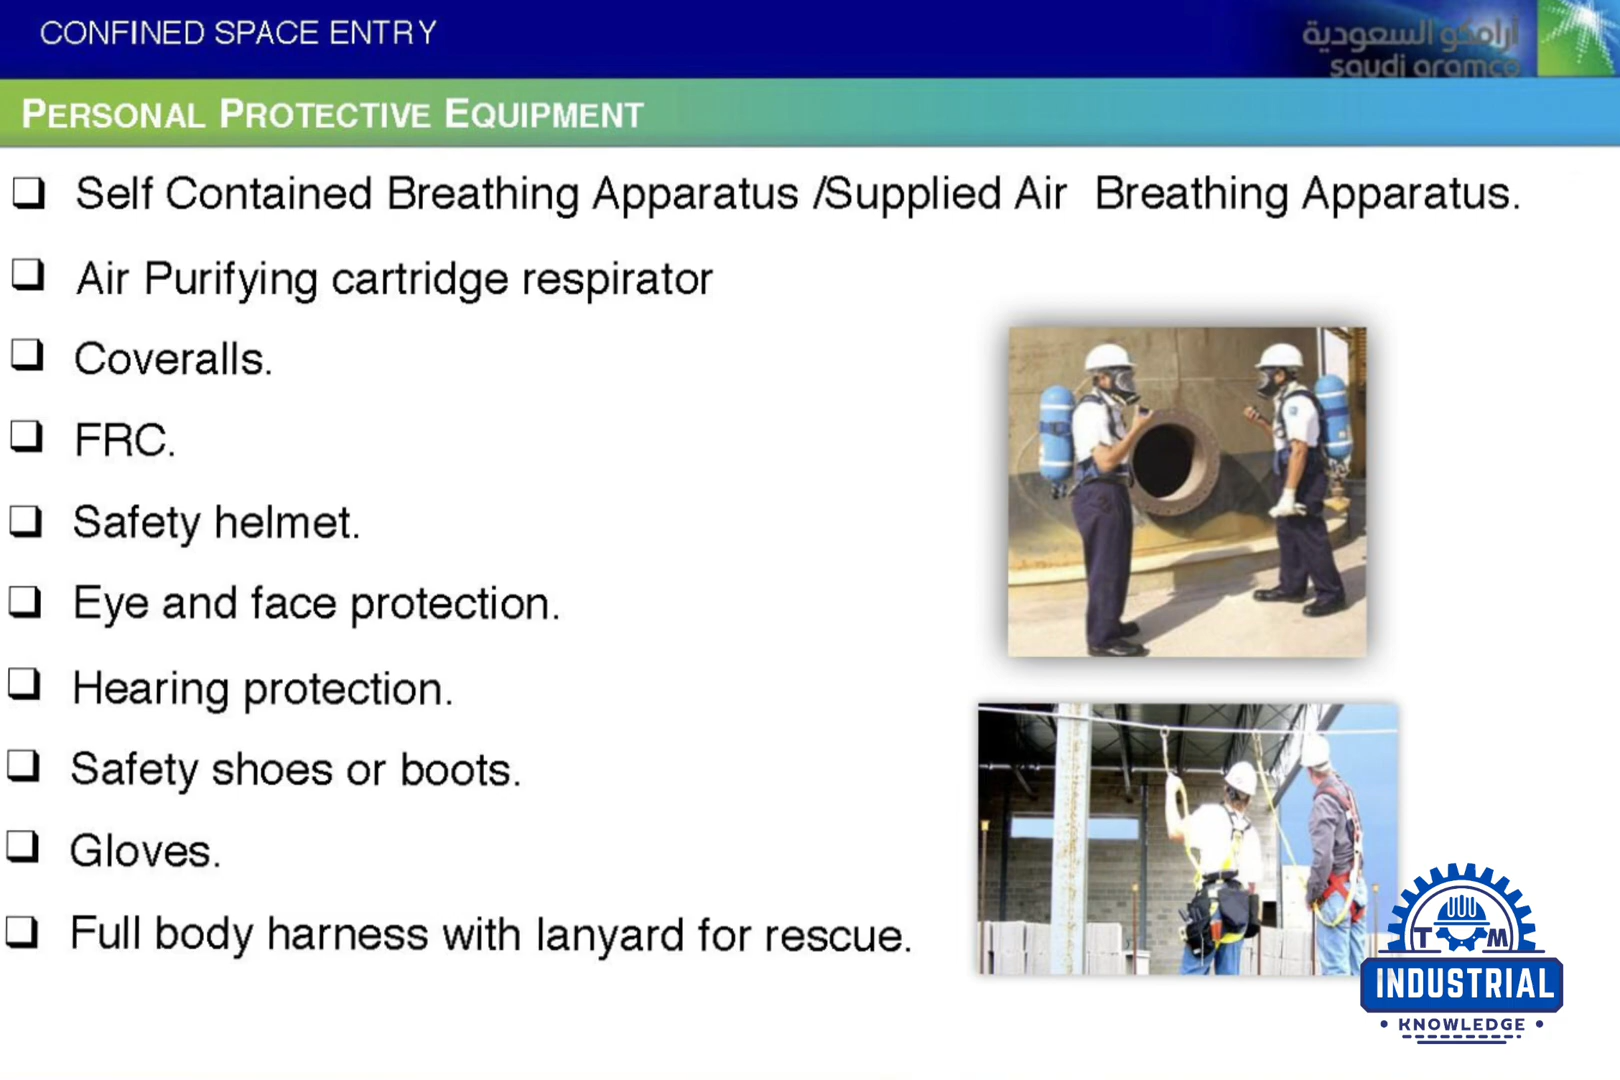 CONFINED SPACE ENTRY
أرامكو السعودية
saudi aramco
PERSONAL PROTECTIVE EQUIPMENT
❑ Self Contained Breathing Apparatus /Supplied Air Breathing Apparatus.
❑ Air Purifying cartridge respirator
❑ Coveralls.
❑ FRC.
❑ Safety helmet.
❑ Eye and face protection.
❑ Hearing protection.
❑ Safety shoes or boots.
❑ Gloves.
❑ Full body harness with lanyard for rescue.
T M
INDUSTRIAL
• KNOWLEDGE •